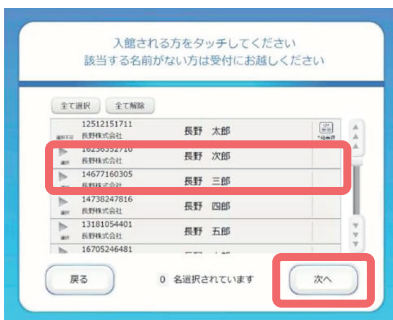 入館される方をタッチしてください
該当する名前がない方は受付にお越しください
全て選択 全て解除
12512151711
長野株式会社 長野 太郎
16236352710
長野株式会社 長野 次郎
14677160305
長野株式会社 長野 三郎
14738247816
長野株式会社 長野 四郎
13181054401
長野株式会社 長野 五郎
16705246481
戻る 0 名選択されています 次へ